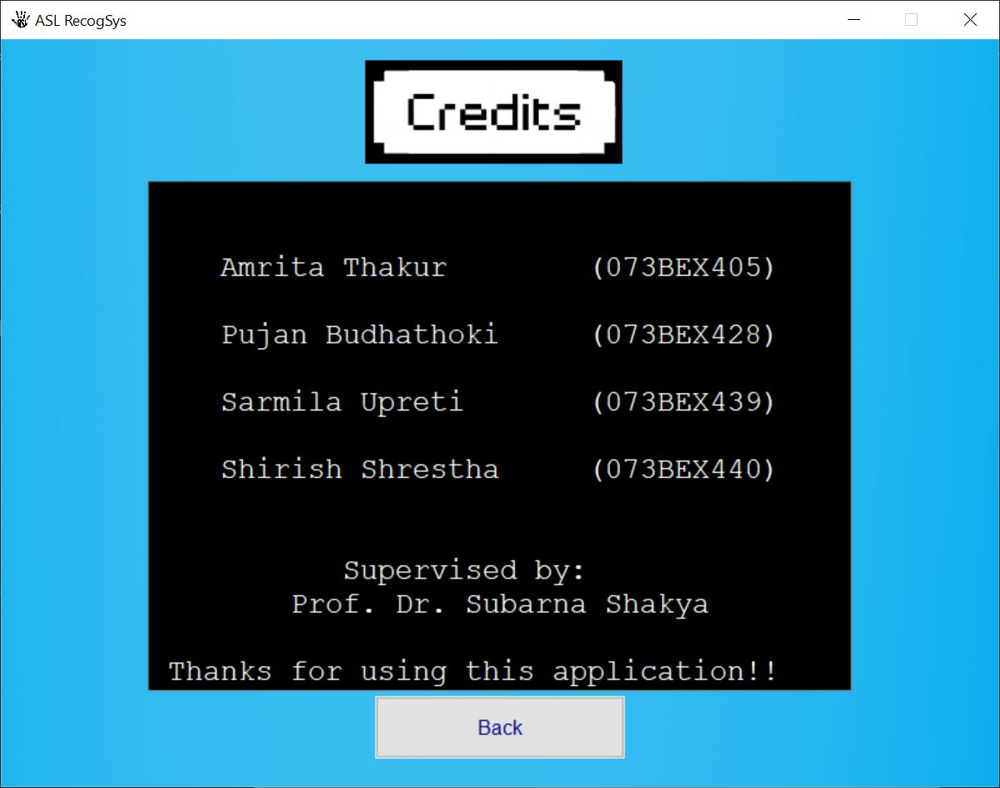 ASL RecogSys
Credits
Amrita Thakur (073BEX405)
Pujan Budhathoki (073BEX428)
Sarmila Upreti (073BEX439)
Shirish Shrestha (073BEX440)
Supervised by:
Prof. Dr. Subarna Shakya
Thanks for using this application!!
Back